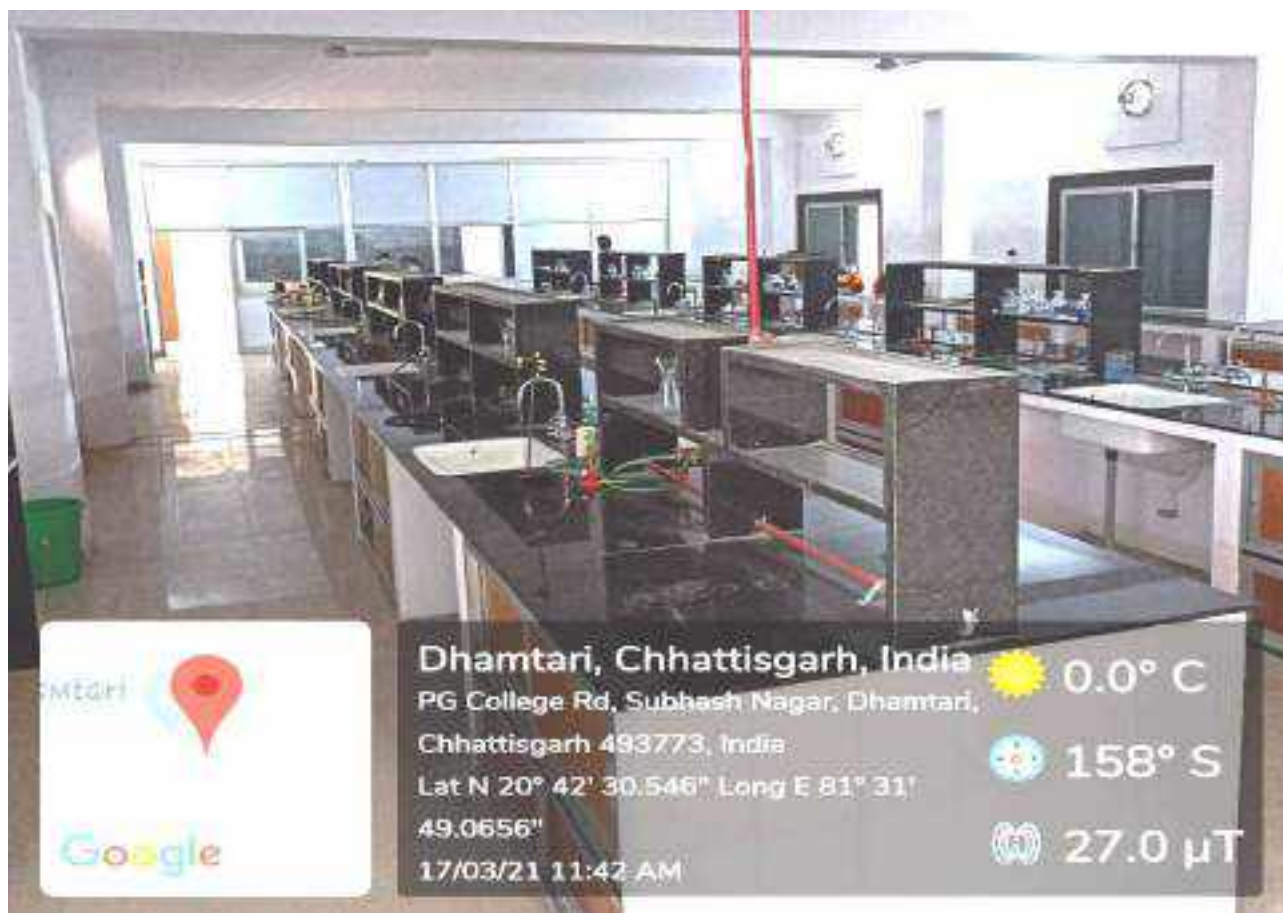 Dhamtari, Chhattisgarh, India
PG College Rd, Subhash Nagar, Dhamtari,
Chhattisgarh 493773, India
Lat N 20° 42' 30.546" Long E 81° 31'
49.0656"
17/03/21 11:42 AM
0.0° C
158° S
27.0 µT
Google